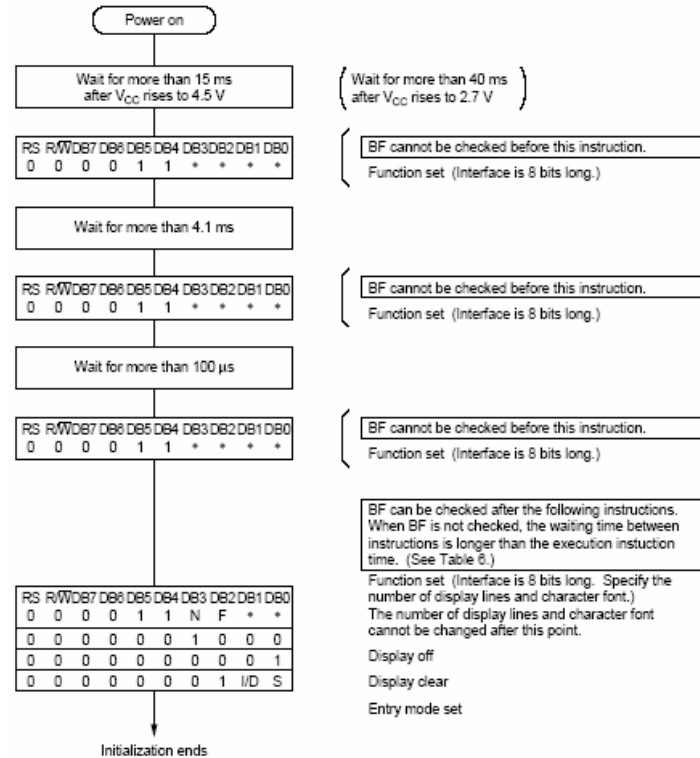 Power on
Wait for more than 15 ms
after VCC rises to 4.5 V
Wait for more than 40 ms
after VCC rises to 2.7 V
RS R/W DB7 DB6 DB5 DB4 DB3 DB2 DB1 DB0
0 0 0 0 1 1 * * * *
BF cannot be checked before this instruction.
Function set (Interface is 8 bits long.)
Wait for more than 4.1 ms
RS R/W DB7 DB6 DB5 DB4 DB3 DB2 DB1 DB0
0 0 0 0 1 1 * * * *
BF cannot be checked before this instruction.
Function set (Interface is 8 bits long.)
Wait for more than 100 µs
RS R/W DB7 DB6 DB5 DB4 DB3 DB2 DB1 DB0
0 0 0 0 1 1 * * * *
BF cannot be checked before this instruction.
Function set (Interface is 8 bits long.)
BF can be checked after the following instructions.
When BF is not checked, the waiting time between
instructions is longer than the execution instuction
time. (See Table 6.)
RS R/W DB7 DB6 DB5 DB4 DB3 DB2 DB1 DB0
0 0 0 0 1 1 N F * *
0 0 0 0 0 0 1 0 0 0
0 0 0 0 0 0 0 0 0 1
0 0 0 0 0 0 0 1 I/D S
Function set (Interface is 8 bits long. Specify the
number of display lines and character font.)
The number of display lines and character font
cannot be changed after this point.
Display off
Display clear
Entry mode set
Initialization ends